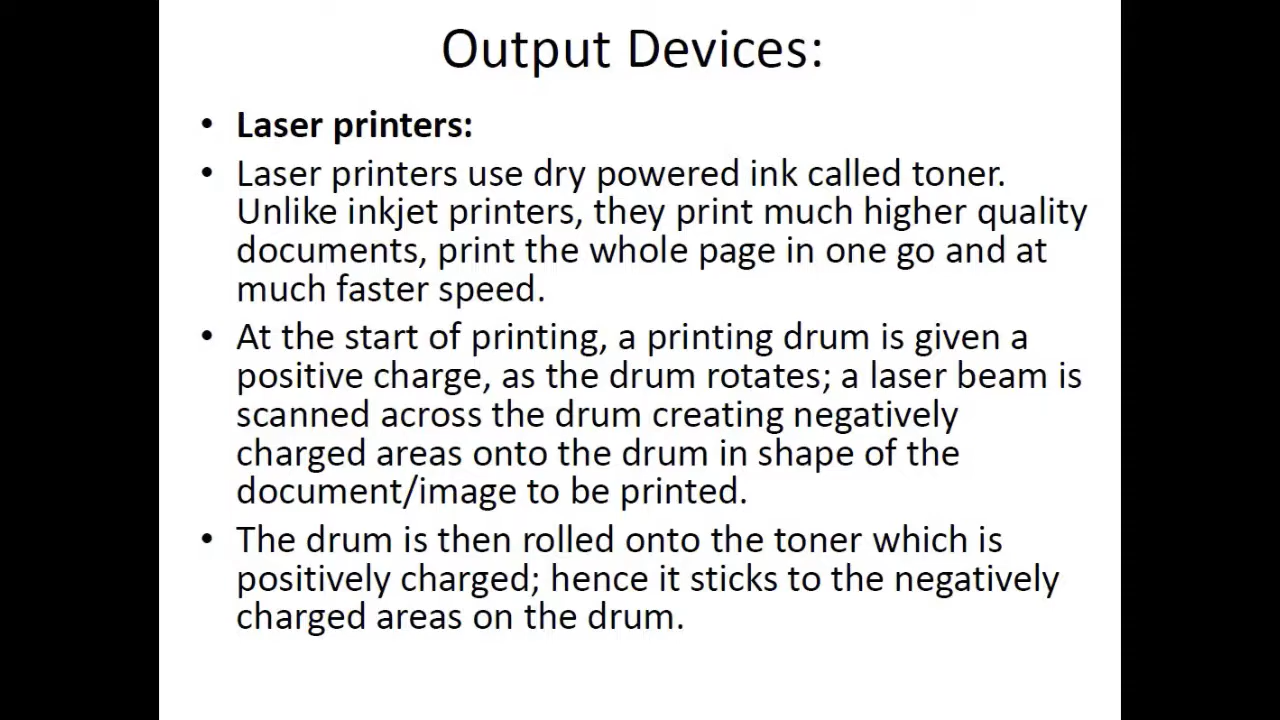 Output Devices:
• Laser printers:
• Laser printers use dry powered ink called toner.
Unlike inkjet printers, they print much higher quality
documents, print the whole page in one go and at
much faster speed.
• At the start of printing, a printing drum is given a
positive charge, as the drum rotates; a laser beam is
scanned across the drum creating negatively
charged areas onto the drum in shape of the
document/image to be printed.
• The drum is then rolled onto the toner which is
positively charged; hence it sticks to the negatively
charged areas on the drum.